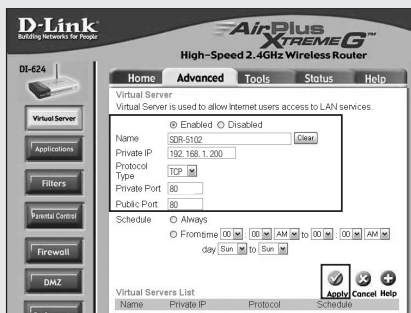 D-Link
Building Networks for People
AirPlus
XTREME G™
High-Speed 2.4GHz Wireless Router
DI-624
Home Advanced Tools Status Help
Virtual Server
Applications
Filters
Parental Control
Firewall
DMZ
Virtual Server
Virtual Server is used to allow Internet users access to LAN services.
Enabled Disabled
Name SDR-5102 Clear
Private IP 192.168.1.200
Protocol Type TCP
Private Port 80
Public Port 80
Schedule Always
From time 00 : 00 AM to 00 : 00 AM
day Sun to Sun
Apply Cancel Help
Virtual Servers List
Name Private IP Protocol Schedule